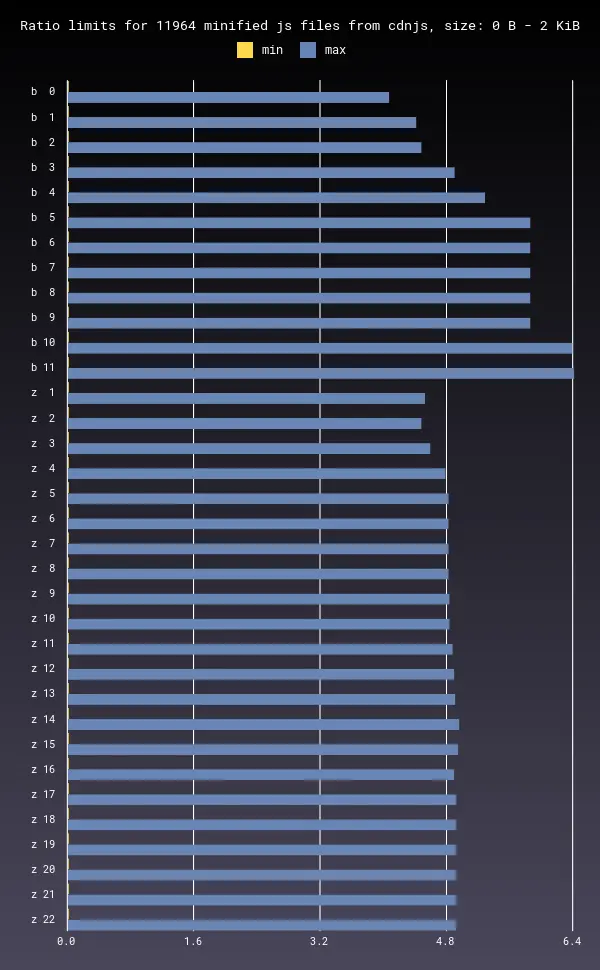 Ratio limits for 11964 minified js files from cdnjs, size: 0 B - 2 KiB
min max
b 0
b 1
b 2
b 3
b 4
b 5
b 6
b 7
b 8
b 9
b 10
b 11
z 1
z 2
z 3
z 4
z 5
z 6
z 7
z 8
z 9
z 10
z 11
z 12
z 13
z 14
z 15
z 16
z 17
z 18
z 19
z 20
z 21
z 22
0.0 1.6 3.2 4.8 6.4